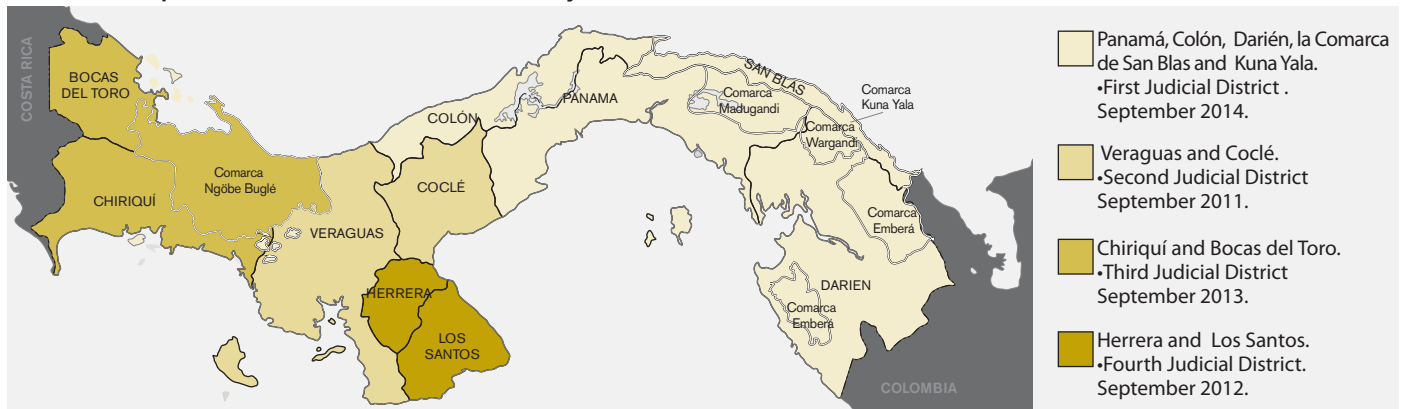 COSTA RICA
BOCAS
DEL TORO
CHIRIQUÍ
Comarca
Ngöbe Buglé
VERAGUAS
COLÓN
COCLÉ
HERRERA
LOS
SANTOS
PANAMA
SAN BLAS
Comarca
Madugandi
Comarca
Kuna Yala
Comarca
Wargandi
Comarca
Emberá
DARIEN
Comarca
Emberá
COLOMBIA
Panamá, Colón, Darién, la Comarca
de San Blas and Kuna Yala.
•First Judicial District .
September 2014.
Veraguas and Coclé.
•Second Judicial District
September 2011.
Chiriquí and Bocas del Toro.
•Third Judicial District
September 2013.
Herrera and Los Santos.
•Fourth Judicial District.
September 2012.